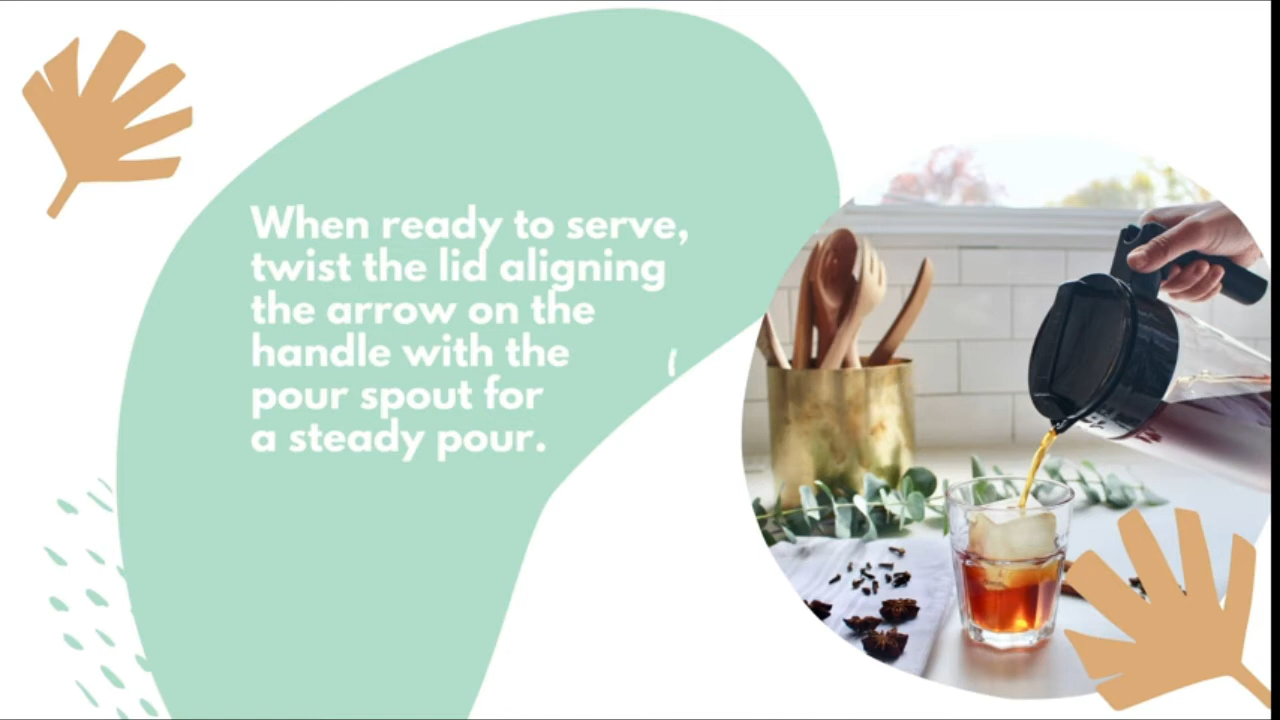 When ready to serve,
twist the lid aligning
the arrow on the
handle with the
pour spout for
a steady pour.